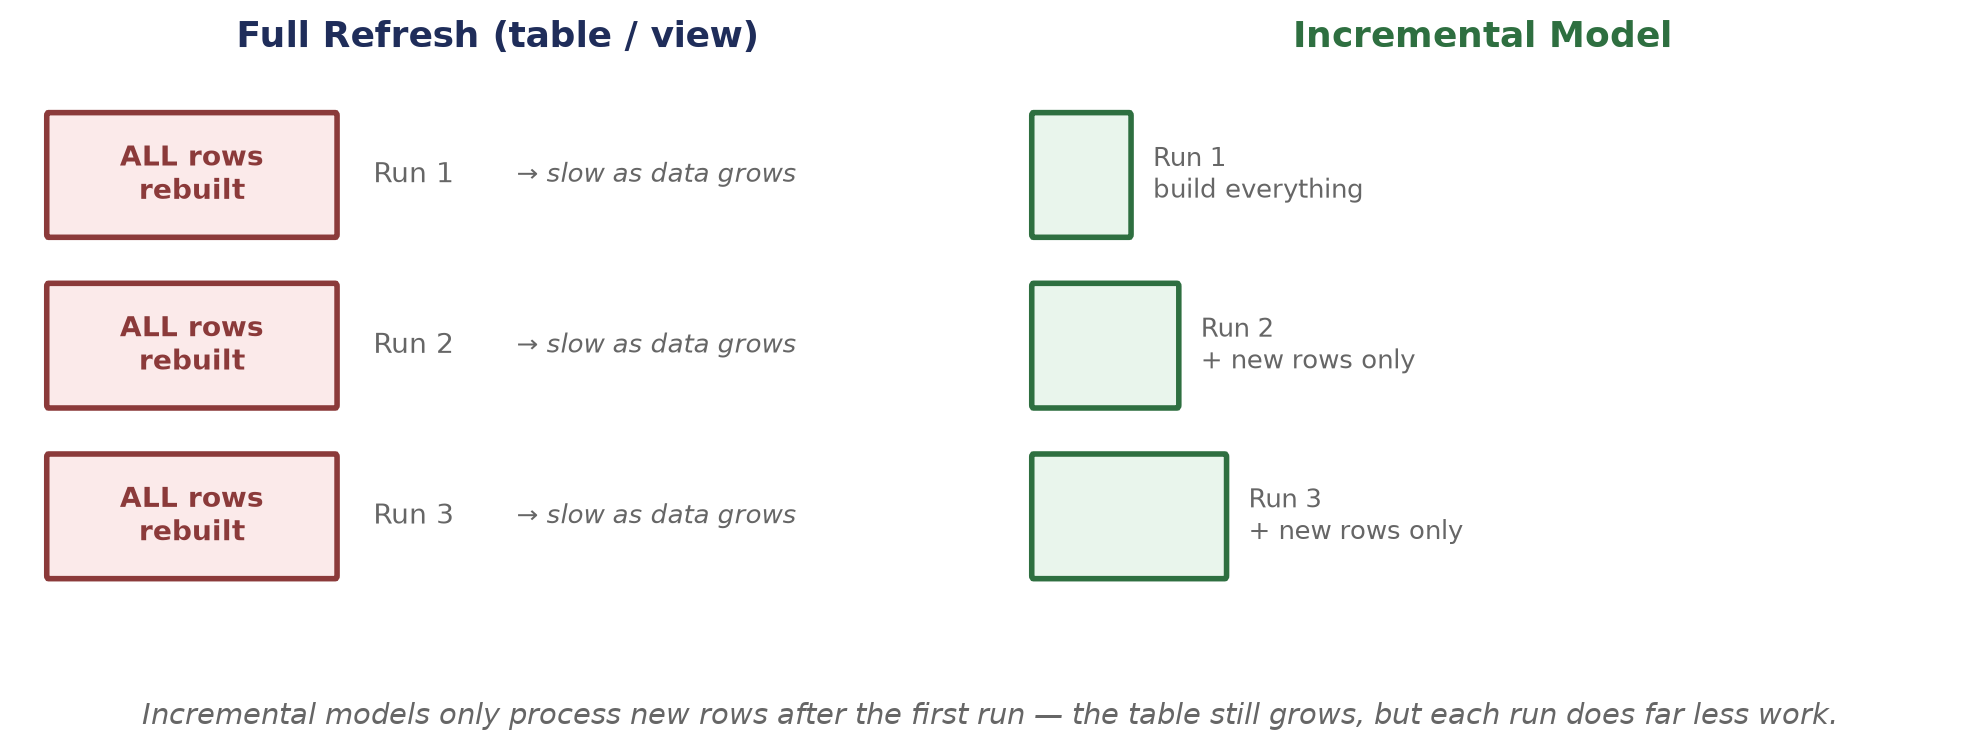 Full Refresh (table / view)
ALL rows
rebuilt
Run 1
→ slow as data grows
ALL rows
rebuilt
Run 2
→ slow as data grows
ALL rows
rebuilt
Run 3
→ slow as data grows
Incremental Model
Run 1
build everything
Run 2
+ new rows only
Run 3
+ new rows only
Incremental models only process new rows after the first run — the table still grows, but each run does far less work.